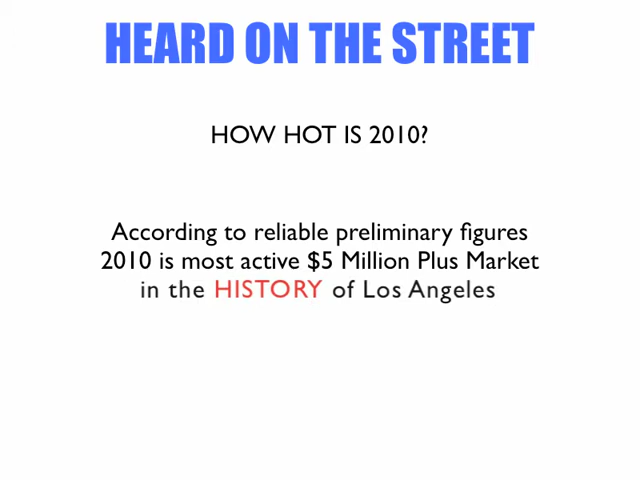 HEARD ON THE STREET
HOW HOT IS 2010?
According to reliable preliminary figures
2010 is most active $5 Million Plus Market
in the HISTORY of Los Angeles